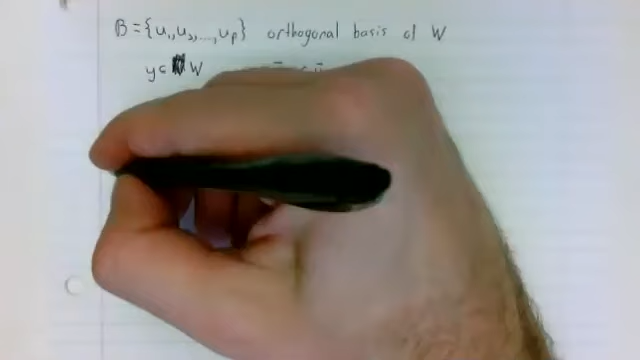 B = {u₁, u₂, ..., uₚ} orthogonal basis of W
y ∈ W